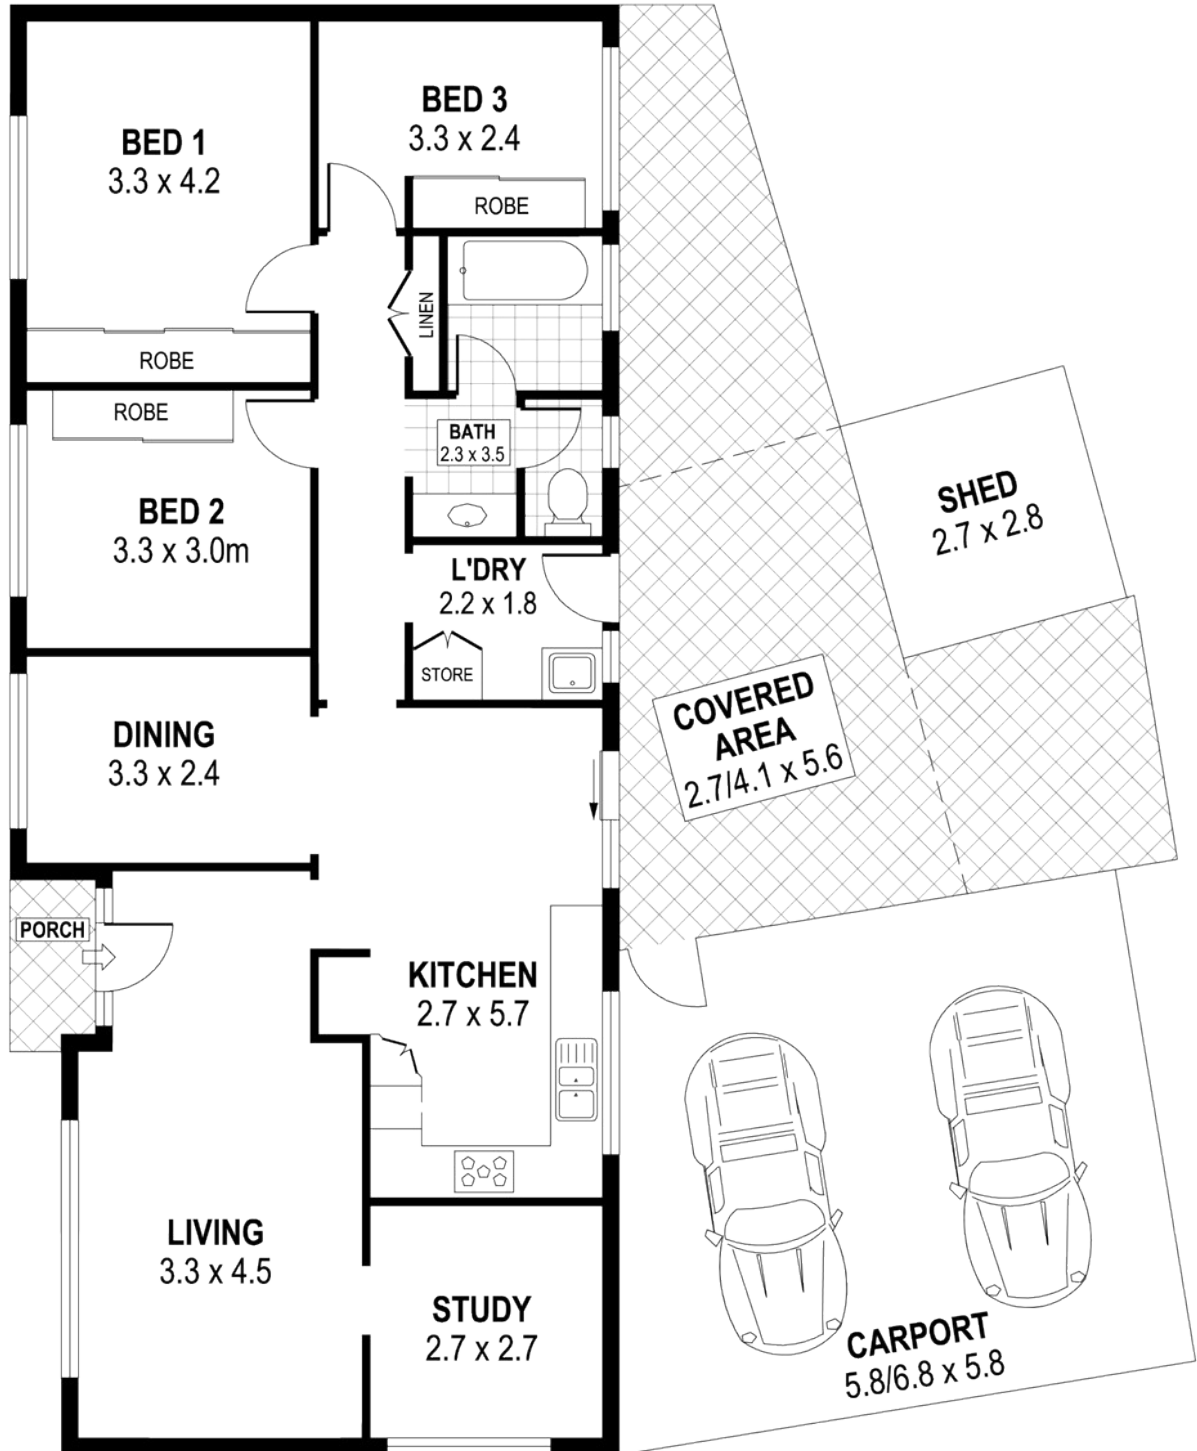 BED 1
3.3 x 4.2
BED 3
3.3 x 2.4
ROBE
LINEN
ROBE
ROBE
BATH
2.3 x 3.5
BED 2
3.3 x 3.0m
SHED
2.7 x 2.8
L'DRY
2.2 x 1.8
STORE
COVERED
AREA
2.7/4.1 x 5.6
DINING
3.3 x 2.4
PORCH
KITCHEN
2.7 x 5.7
LIVING
3.3 x 4.5
STUDY
2.7 x 2.7
CARPORT
5.8/6.8 x 5.8